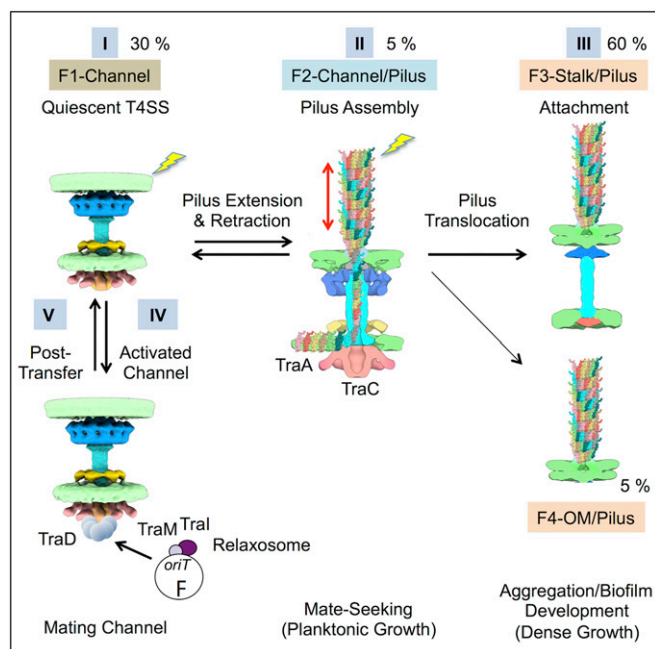 I 30 %
F1-Channel
Quiescent T4SS
II 5 %
F2-Channel/Pilus
Pilus Assembly
III 60 %
F3-Stalk/Pilus
Attachment
Pilus Extension
& Retraction
Pilus
Translocation
V
Post-
Transfer
IV
Activated
Channel
TraA
TraC
TraD
TraM TraI
Relaxosome
oriT
F
5 %
F4-OM/Pilus
Mating Channel
Mate-Seeking
(Planktonic Growth)
Aggregation/Biofilm
Development
(Dense Growth)